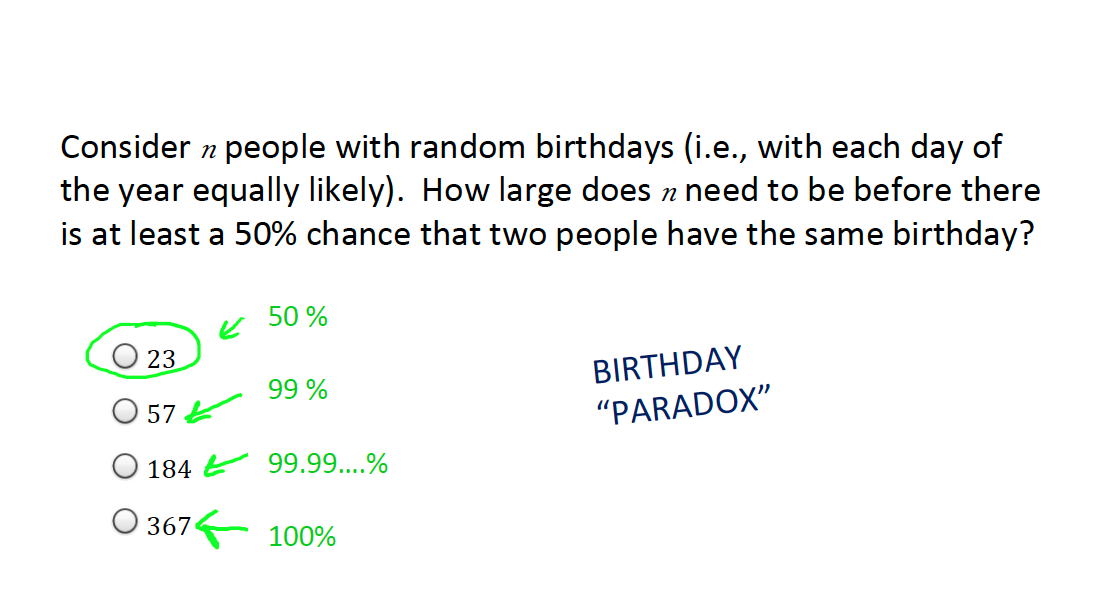 Consider n people with random birthdays (i.e., with each day of
the year equally likely).  How large does n need to be before there
is at least a 50% chance that two people have the same birthday?
50 %
23
99 %
57
184
99.99....%
367
100%
BIRTHDAY
“PARADOX”